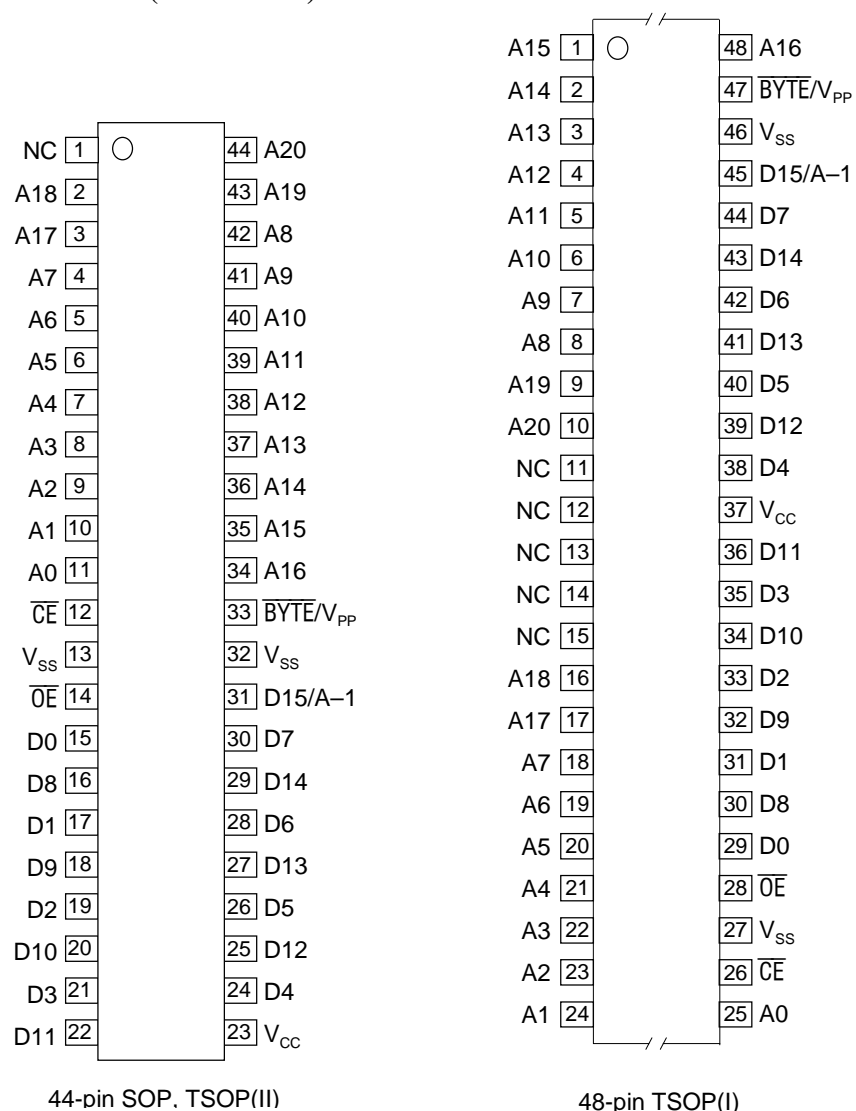 NC 1 44 A20
A18 2 43 A19
A17 3 42 A8
A7 4 41 A9
A6 5 40 A10
A5 6 39 A11
A4 7 38 A12
A3 8 37 A13
A2 9 36 A14
A1 10 35 A15
A0 11 34 A16
CE 12 33 BYTE/VPP
VSS 13 32 VSS
OE 14 31 D15/A–1
D0 15 30 D7
D8 16 29 D14
D1 17 28 D6
D9 18 27 D13
D2 19 26 D5
D10 20 25 D12
D3 21 24 D4
D11 22 23 VCC
44-pin SOP, TSOP(II)
A15 1 48 A16
A14 2 47 BYTE/VPP
A13 3 46 VSS
A12 4 45 D15/A–1
A11 5 44 D7
A10 6 43 D14
A9 7 42 D6
A8 8 41 D13
A19 9 40 D5
A20 10 39 D12
NC 11 38 D4
NC 12 37 VCC
NC 13 36 D11
NC 14 35 D3
NC 15 34 D10
A18 16 33 D2
A17 17 32 D9
A7 18 31 D1
A6 19 30 D8
A5 20 29 D0
A4 21 28 OE
A3 22 27 VSS
A2 23 26 CE
A1 24 25 A0
48-pin TSOP(I)